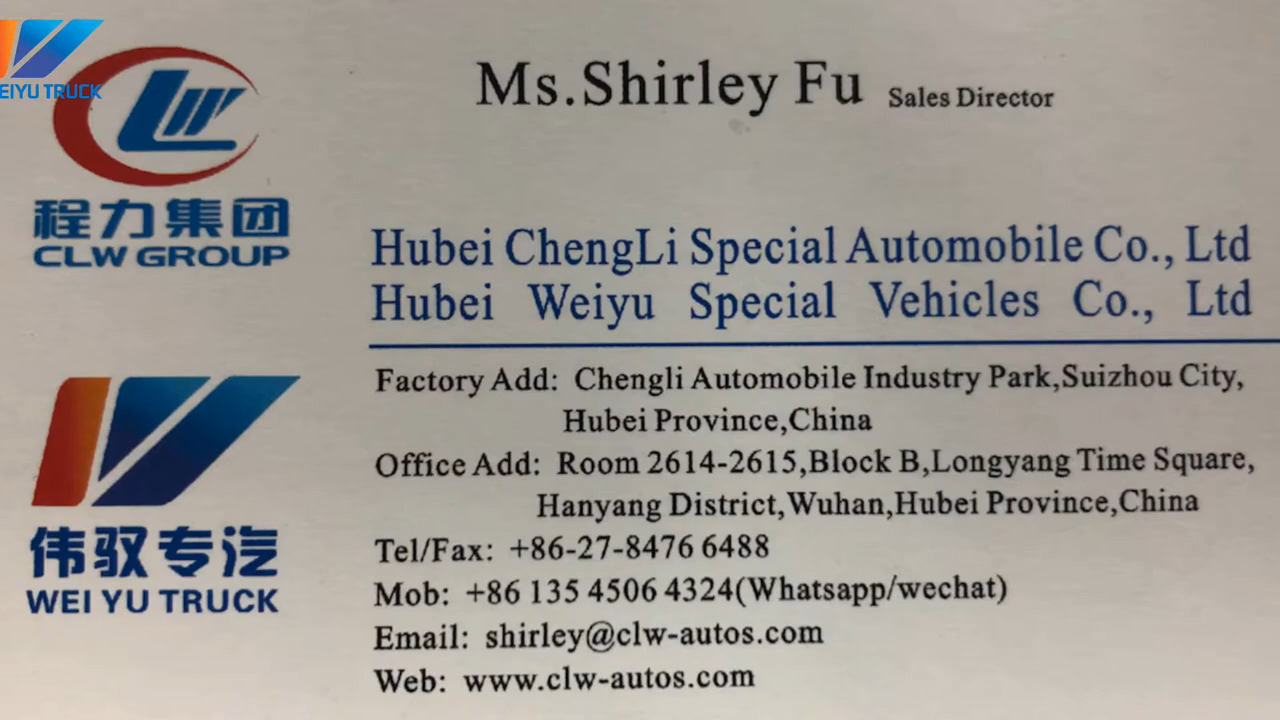 EIYU TRUCK
CLW
程力集团
CLW GROUP
伟驭专汽
WEI YU TRUCK
Ms.Shirley Fu Sales Director
Hubei ChengLi Special Automobile Co., Ltd
Hubei Weiyu Special Vehicles Co., Ltd
Factory Add: Chengli Automobile Industry Park,Suizhou City,
Hubei Province,China
Office Add: Room 2614-2615,Block B,Longyang Time Square,
Hanyang District,Wuhan,Hubei Province,China
Tel/Fax: +86-27-8476 6488
Mob: +86 135 4506 4324(Whatsapp/wechat)
Email: shirley@clw-autos.com
Web: www.clw-autos.com